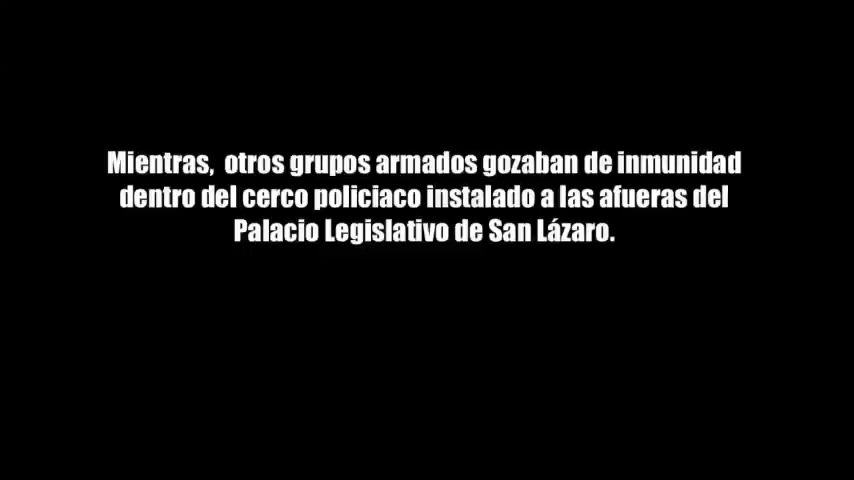 Mientras,  otros grupos armados gozaban de inmunidad
dentro del cerco policiaco instalado a las afueras del
Palacio Legislativo de San Lázaro.